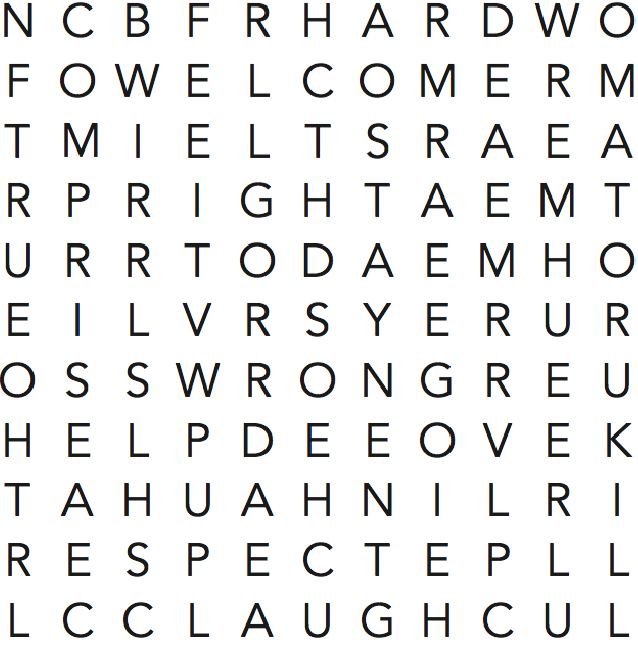 N C B F R H A R D W O
F O W E L C O M E R M
T M I E L T S R A E A
R P R I G H T A E M T
U R R T O D A E M H O
E I L V R S Y E R U R
O S S W R O N G R E U
H E L P D E E O V E K
T A H U A H N I L R I
R E S P E C T E P L L
L C C L A U G H C U L